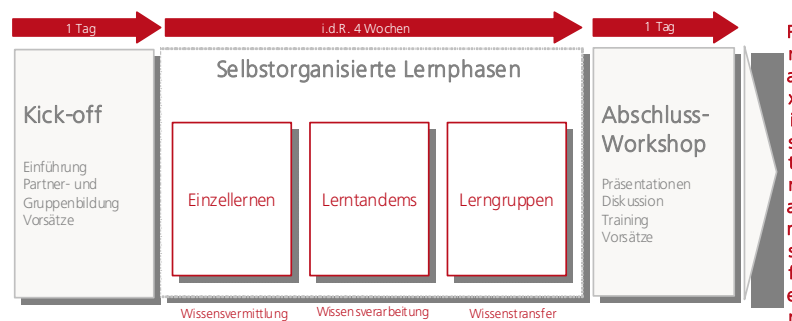 1 Tag
i.d.R. 4 Wochen
1 Tag
Kick-off
Einführung
Partner- und
Gruppenbildung
Vorsätze
Selbstorganisierte Lernphasen
Einzellernen
Lerntandems
Lerngruppen
Wissensvermittlung
Wissensverarbeitung
Wissenstransfer
Abschluss-
Workshop
Präsentationen
Diskussion
Training
Vorsätze